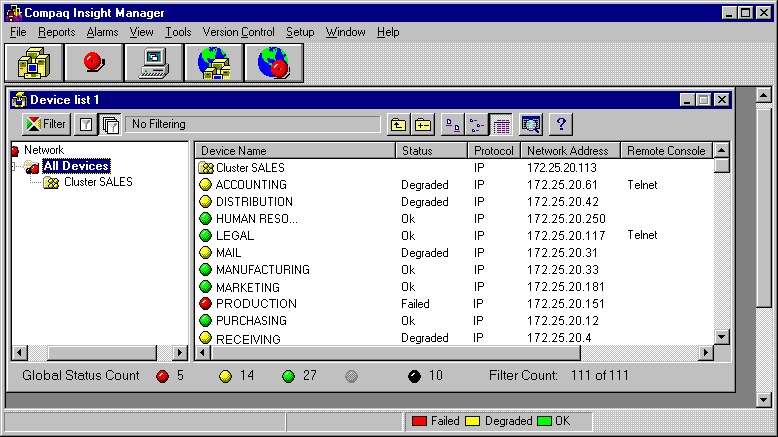 Compaq Insight Manager
File Reports Alarms View Tools Version Control Setup Window Help
Device list 1
Filter No Filtering ?
Network
All Devices
Cluster SALES
Device Name Status Protocol Network Address Remote Console
Cluster SALES IP 172.25.20.113
ACCOUNTING Degraded IP 172.25.20.61 Telnet
DISTRIBUTION Degraded IP 172.25.20.42
HUMAN RESO... Ok IP 172.25.20.250
LEGAL Ok IP 172.25.20.117 Telnet
MAIL Degraded IP 172.25.20.31
MANUFACTURING Ok IP 172.25.20.33
MARKETING Ok IP 172.25.20.181
PRODUCTION Failed IP 172.25.20.151
PURCHASING Ok IP 172.25.20.12
RECEIVING Degraded IP 172.25.20.4
Global Status Count 5 14 27 10 Filter Count: 111 of 111
Failed Degraded OK